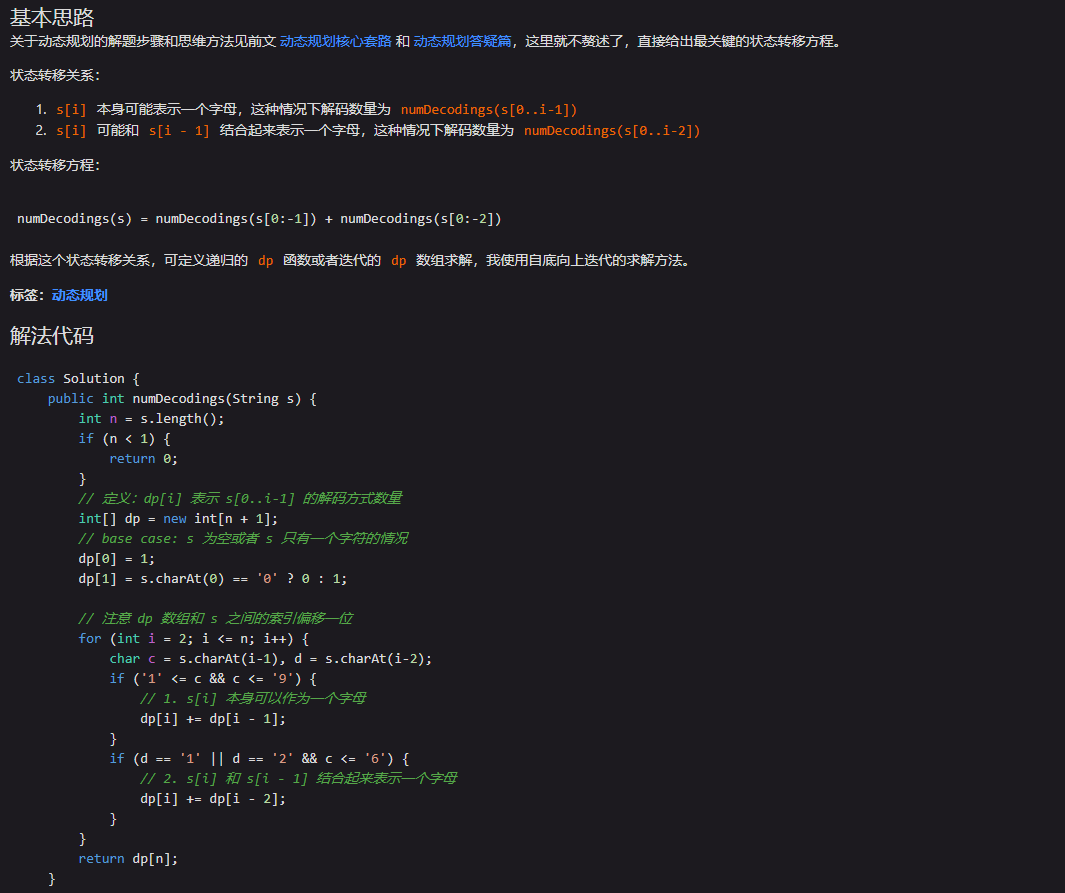 基本思路
关于动态规划的解题步骤和思维方法见前文 动态规划核心套路 和 动态规划答疑篇，这里就不赘述了，直接给出最关键的状态转移方程。
状态转移关系：
1. s[i] 本身可能表示一个字母，这种情况下解码数量为 numDecodings(s[0..i-1])
2. s[i] 可能和 s[i - 1] 结合起来表示一个字母，这种情况下解码数量为 numDecodings(s[0..i-2])
状态转移方程：
numDecodings(s) = numDecodings(s[0:-1]) + numDecodings(s[0:-2])
根据这个状态转移关系，可定义递归的 dp 函数或者迭代的 dp 数组求解，我使用自底向上迭代的求解方法。
标签：动态规划
解法代码
class Solution {
    public int numDecodings(String s) {
        int n = s.length();
        if (n < 1) {
            return 0;
        }
        // 定义：dp[i] 表示 s[0..i-1] 的解码方式数量
        int[] dp = new int[n + 1];
        // base case: s 为空或者 s 只有一个字符的情况
        dp[0] = 1;
        dp[1] = s.charAt(0) == '0' ? 0 : 1;
        // 注意 dp 数组和 s 之间的索引偏移一位
        for (int i = 2; i <= n; i++) {
            char c = s.charAt(i-1), d = s.charAt(i-2);
            if ('1' <= c && c <= '9') {
                // 1. s[i] 本身可以作为一个字母
                dp[i] += dp[i - 1];
            }
            if (d == '1' || d == '2' && c <= '6') {
                // 2. s[i] 和 s[i - 1] 结合起来表示一个字母
                dp[i] += dp[i - 2];
            }
        }
        return dp[n];
    }